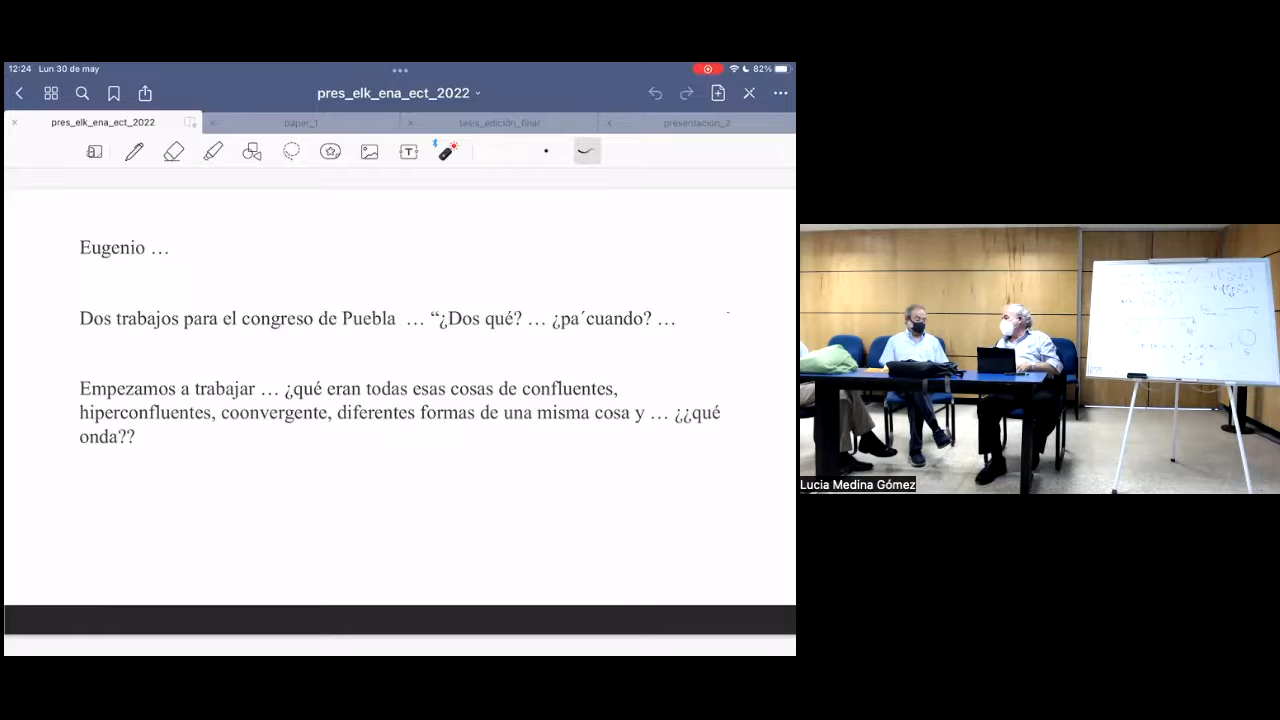 12:24 Lun 30 de may
82%
pres_elk_ena_ect_2022
pres_elk_ena_ect_2022
paper_1
tesis_edición_final
presentación_2
Eugenio …
Dos trabajos para el congreso de Puebla … “¿Dos qué? … ¿pa´cuando? …
Empezamos a trabajar … ¿qué eran todas esas cosas de confluentes,
hiperconfluentes, coonvergente, diferentes formas de una misma cosa y … ¿¿qué
onda??
Lucia Medina Gómez